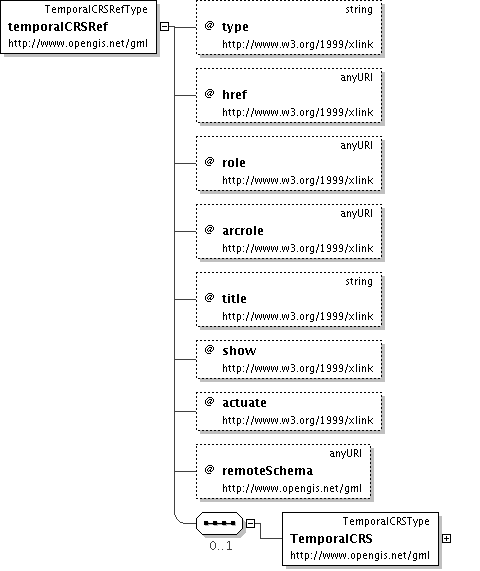 TemporalCRSRefType
temporalCRSRef
http://www.opengis.net/gml
string
@ type
http://www.w3.org/1999/xlink
anyURI
@ href
http://www.w3.org/1999/xlink
anyURI
@ role
http://www.w3.org/1999/xlink
anyURI
@ arcrole
http://www.w3.org/1999/xlink
string
@ title
http://www.w3.org/1999/xlink
@ show
http://www.w3.org/1999/xlink
@ actuate
http://www.w3.org/1999/xlink
anyURI
@ remoteSchema
http://www.opengis.net/gml
0..1
TemporalCRSType
TemporalCRS
http://www.opengis.net/gml